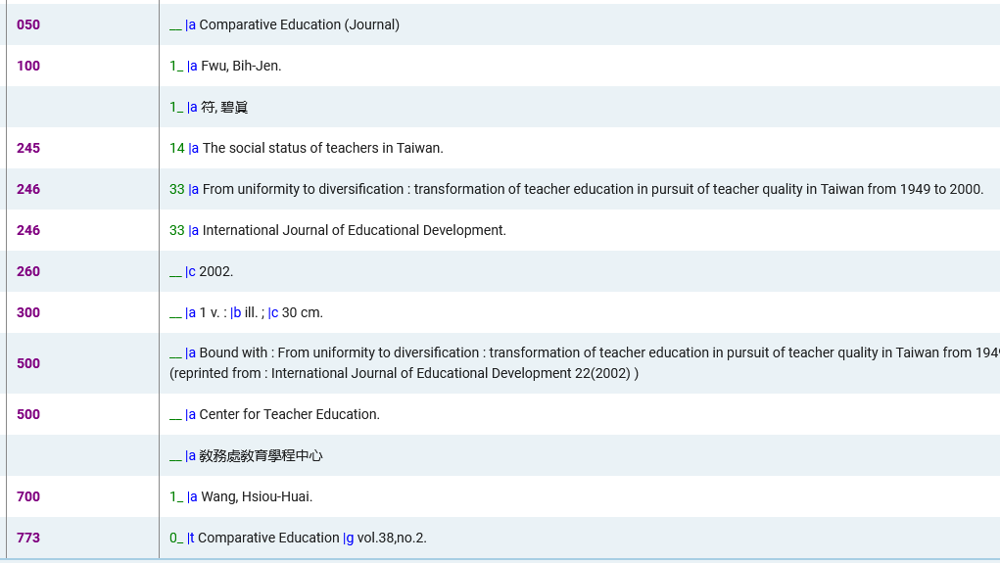 050 __ |a Comparative Education (Journal)
100 1_ |a Fwu, Bih-Jen.
1_ |a 符, 碧眞
245 14 |a The social status of teachers in Taiwan.
246 33 |a From uniformity to diversification : transformation of teacher education in pursuit of teacher quality in Taiwan from 1949 to 2000.
246 33 |a International Journal of Educational Development.
260 __ |c 2002.
300 __ |a 1 v. : |b ill. ; |c 30 cm.
500 __ |a Bound with : From uniformity to diversification : transformation of teacher education in pursuit of teacher quality in Taiwan from 194
(reprinted from : International Journal of Educational Development 22(2002) )
500 __ |a Center for Teacher Education.
__ |a 敎務處敎育學程中心
700 1_ |a Wang, Hsiou-Huai.
773 0_ |t Comparative Education |g vol.38,no.2.